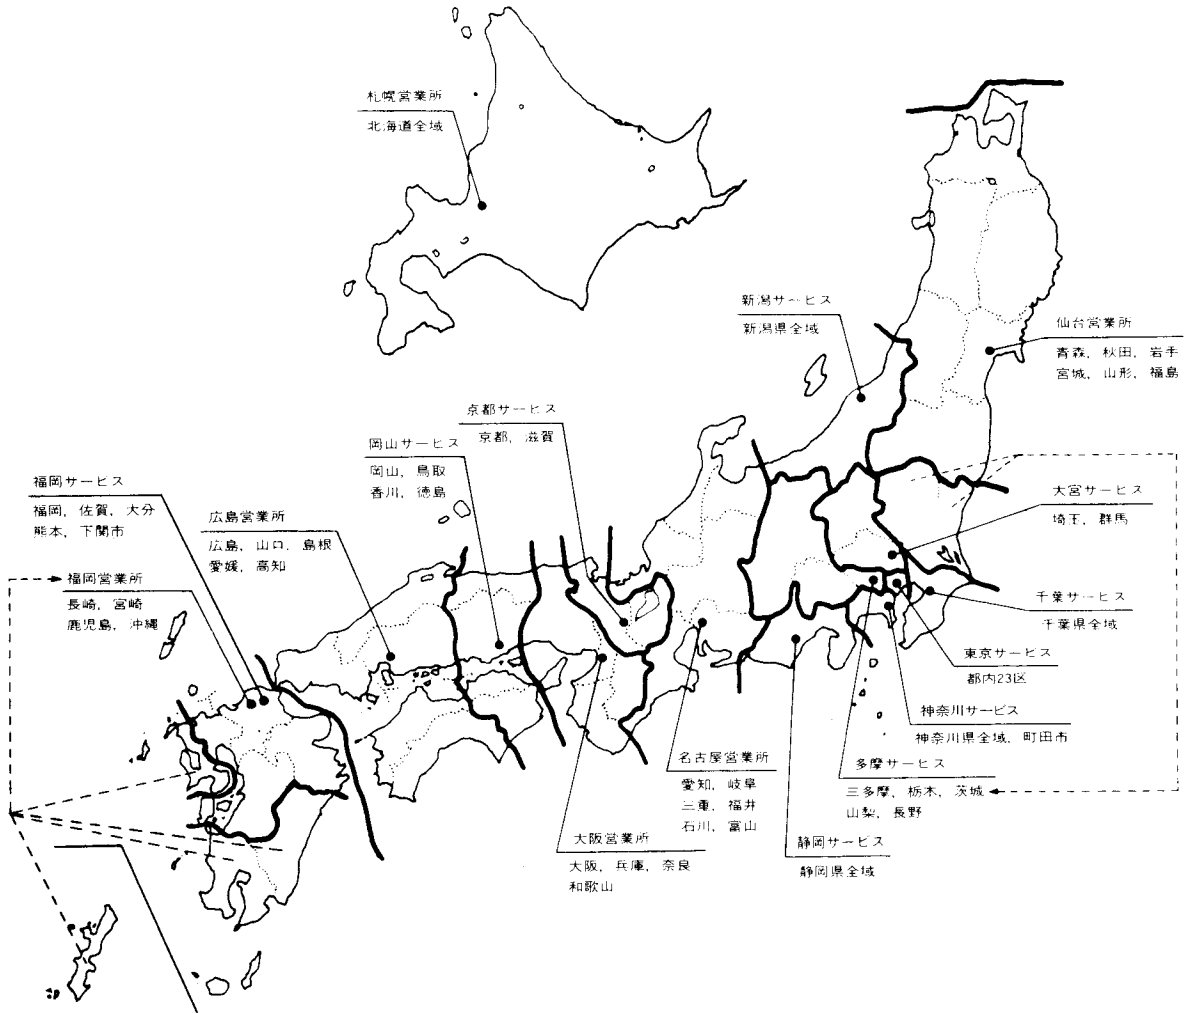 札幌営業所
北海道全域
新潟サービス
新潟県全域
仙台営業所
青森, 秋田, 岩手
宮城, 山形, 福島
京都サービス
京都, 滋賀
岡山サービス
岡山, 鳥取
香川, 徳島
福岡サービス
福岡, 佐賀, 大分
熊本, 下関市
広島営業所
広島, 山口, 島根
愛媛, 高知
大宮サービス
埼玉, 群馬
福岡営業所
長崎, 宮崎
鹿児島, 沖縄
千葉サービス
千葉県全域
東京サービス
都内23区
神奈川サービス
神奈川県全域, 町田市
多摩サービス
三多摩, 栃木, 茨城
山梨, 長野
名古屋営業所
愛知, 岐阜
三重, 福井
石川, 富山
大阪営業所
大阪, 兵庫, 奈良
和歌山
静岡サービス
静岡県全域